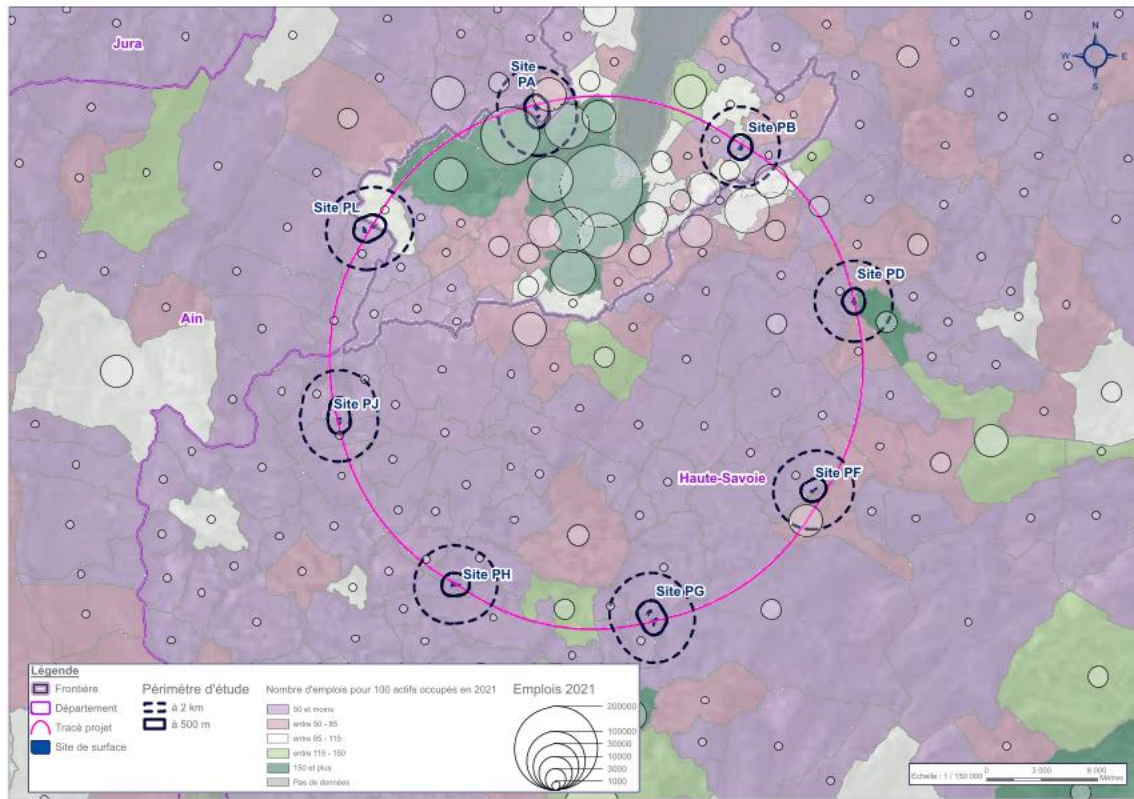 Jura
N
W E
S
Site
PA
Site PB
Site PL
Site PD
Ain
Site PJ
Haute-Savoie
Site PF
Site PH
Site PG
Légende
Frontière
Département
Tracé projet
Site de surface
Périmètre d'étude
à 2 km
à 500 m
Nombre d'emplois pour 100 actifs occupés en 2021
50 et moins
entre 50 - 85
entre 85 - 115
entre 115 - 150
150 et plus
Pas de données
Emplois 2021
200000
100000
30000
10000
3000
1000
Echelle : 1 / 150 000
0 3 000 6 000
Mètres